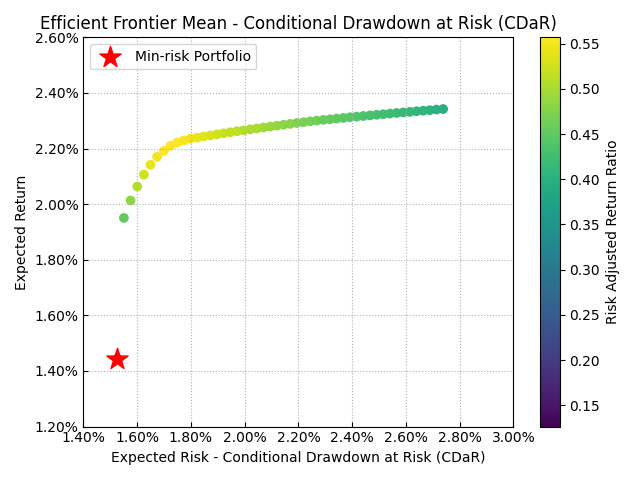 Efficient Frontier Mean - Conditional Drawdown at Risk (CDaR)
Min-risk Portfolio
2.60%
2.40%
2.20%
2.00%
1.80%
1.60%
1.40%
1.20%
Expected Return
1.40% 1.60% 1.80% 2.00% 2.20% 2.40% 2.60% 2.80% 3.00%
Expected Risk - Conditional Drawdown at Risk (CDaR)
0.55
0.50
0.45
0.40
0.35
0.30
0.25
0.20
0.15
Risk Adjusted Return Ratio